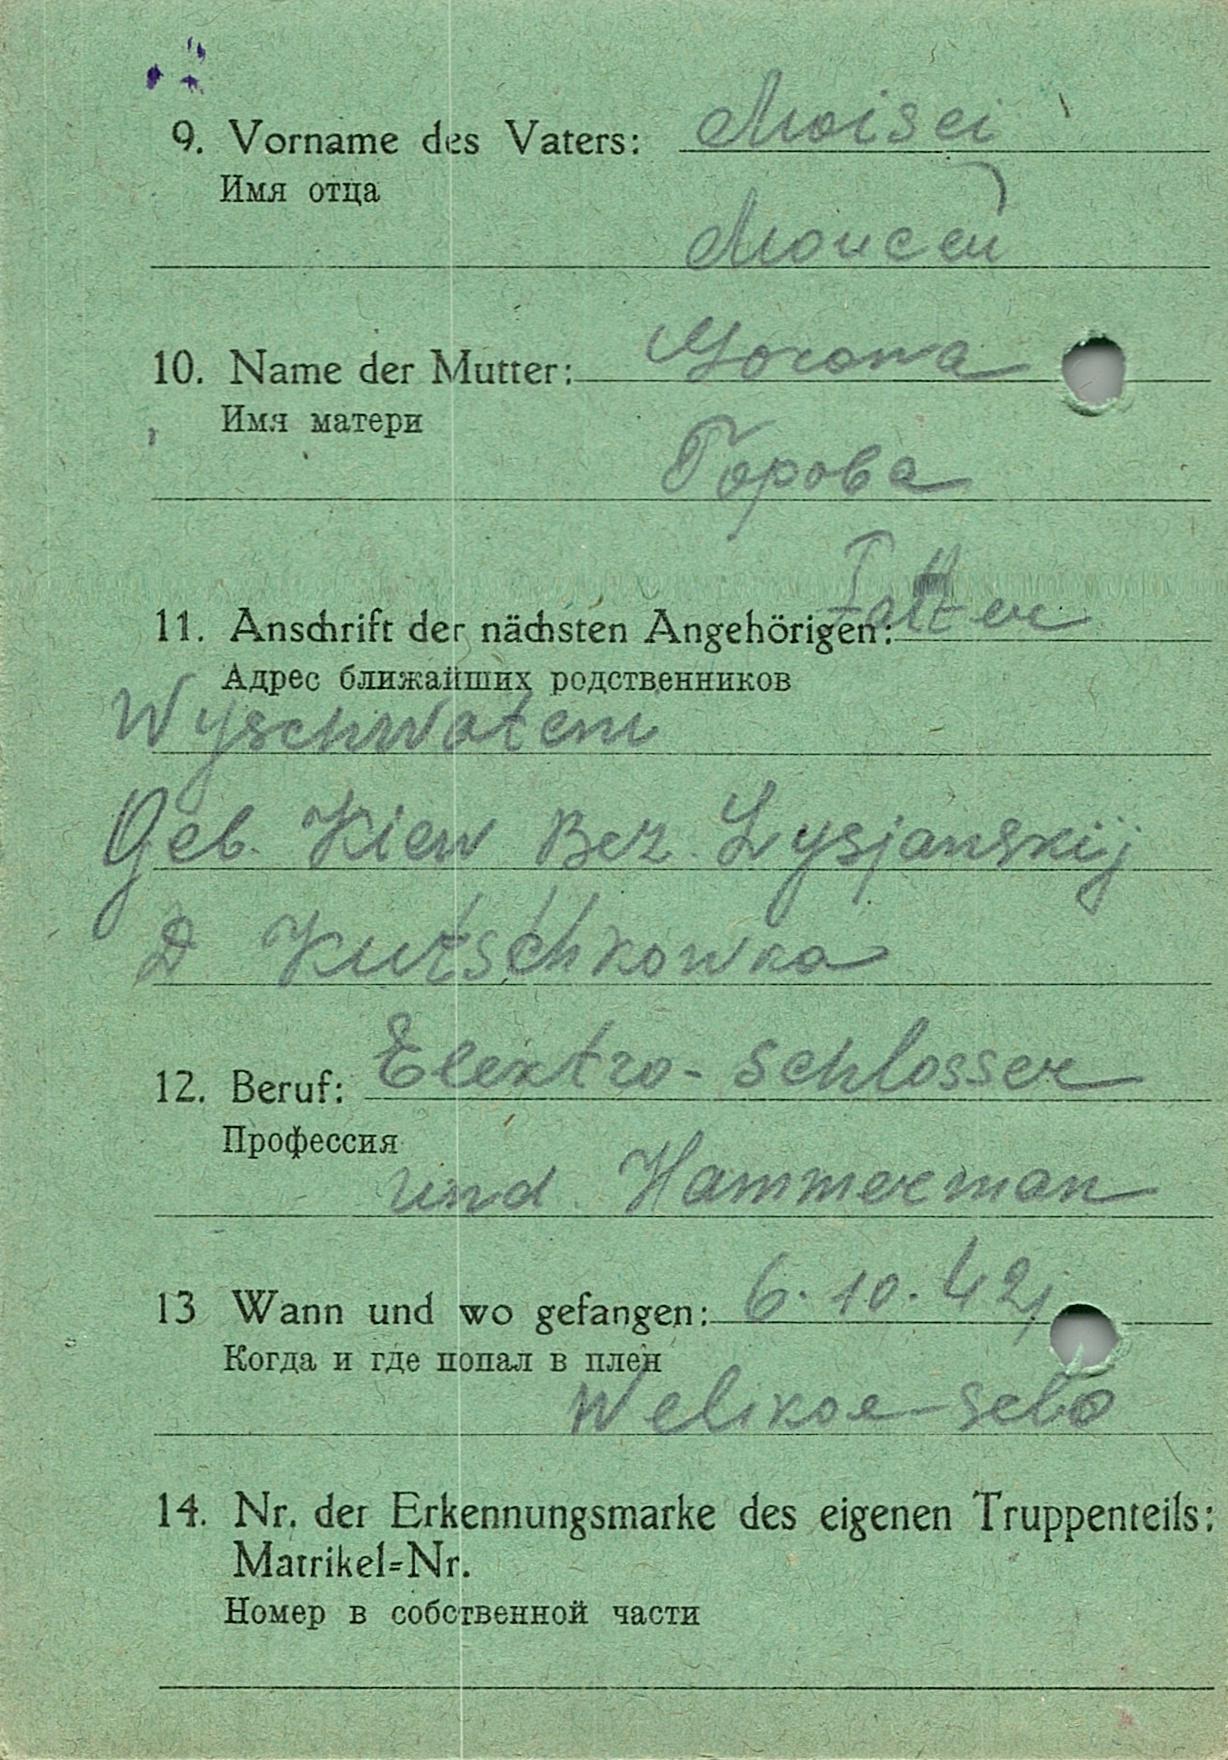 9. Vorname des Vaters: Moisei
Имя отца
Моисей
10. Name der Mutter: Gorowa
Имя матери
Горова
11. Anschrift der nächsten Angehörigen:
Адрес ближайших родственников
Wyschwateni
Geb. Kiew Bez. Lysjanskij
D Kutschkowka
12. Beruf: Elektro-Schlosser
Профессия
und Hammerman
13 Wann und wo gefangen: 6.10.42
Когда и где попал в плен
Welikoe selo
14. Nr. der Erkennungsmarke des eigenen Truppenteils:
Matrikel=Nr.
Номер в собственной части